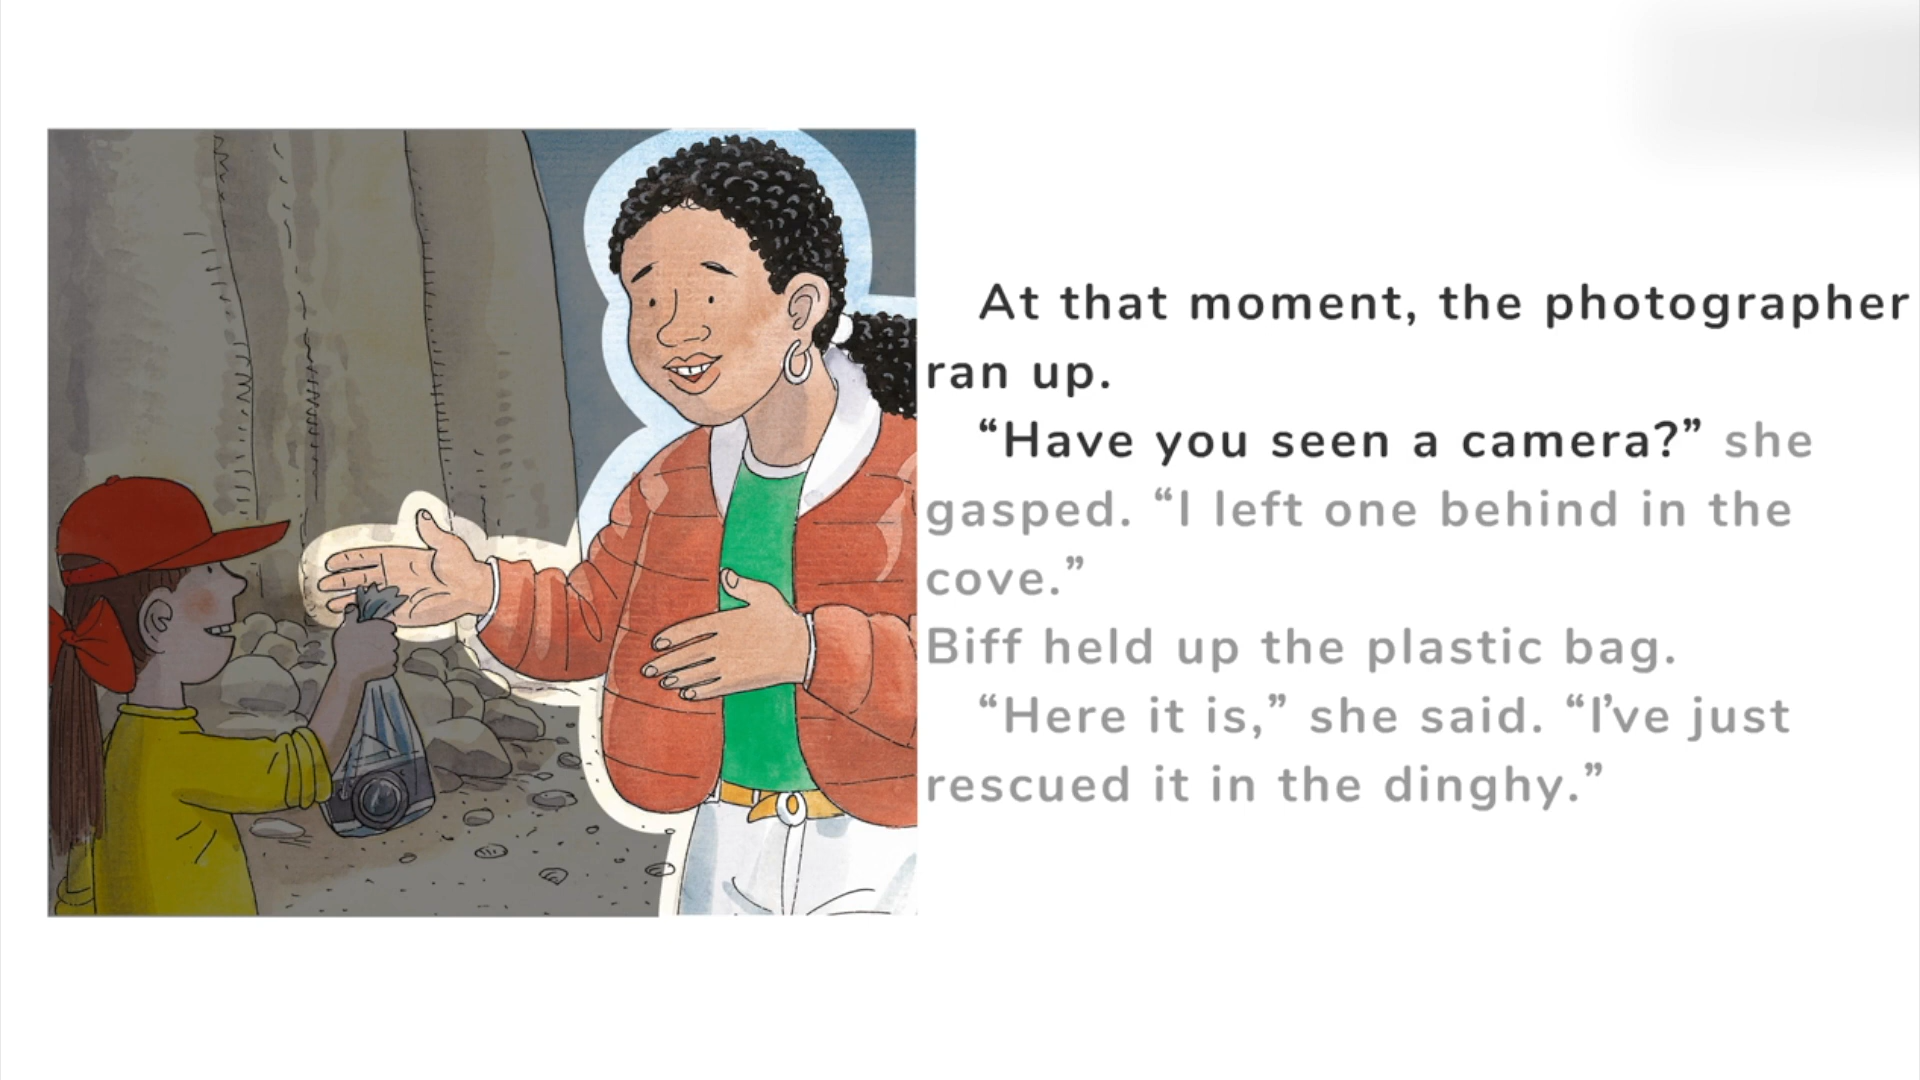 At that moment, the photographer
ran up.
“Have you seen a camera?” she
gasped. “I left one behind in the
cove.”
Biff held up the plastic bag.
“Here it is,” she said. “I’ve just
rescued it in the dinghy.”